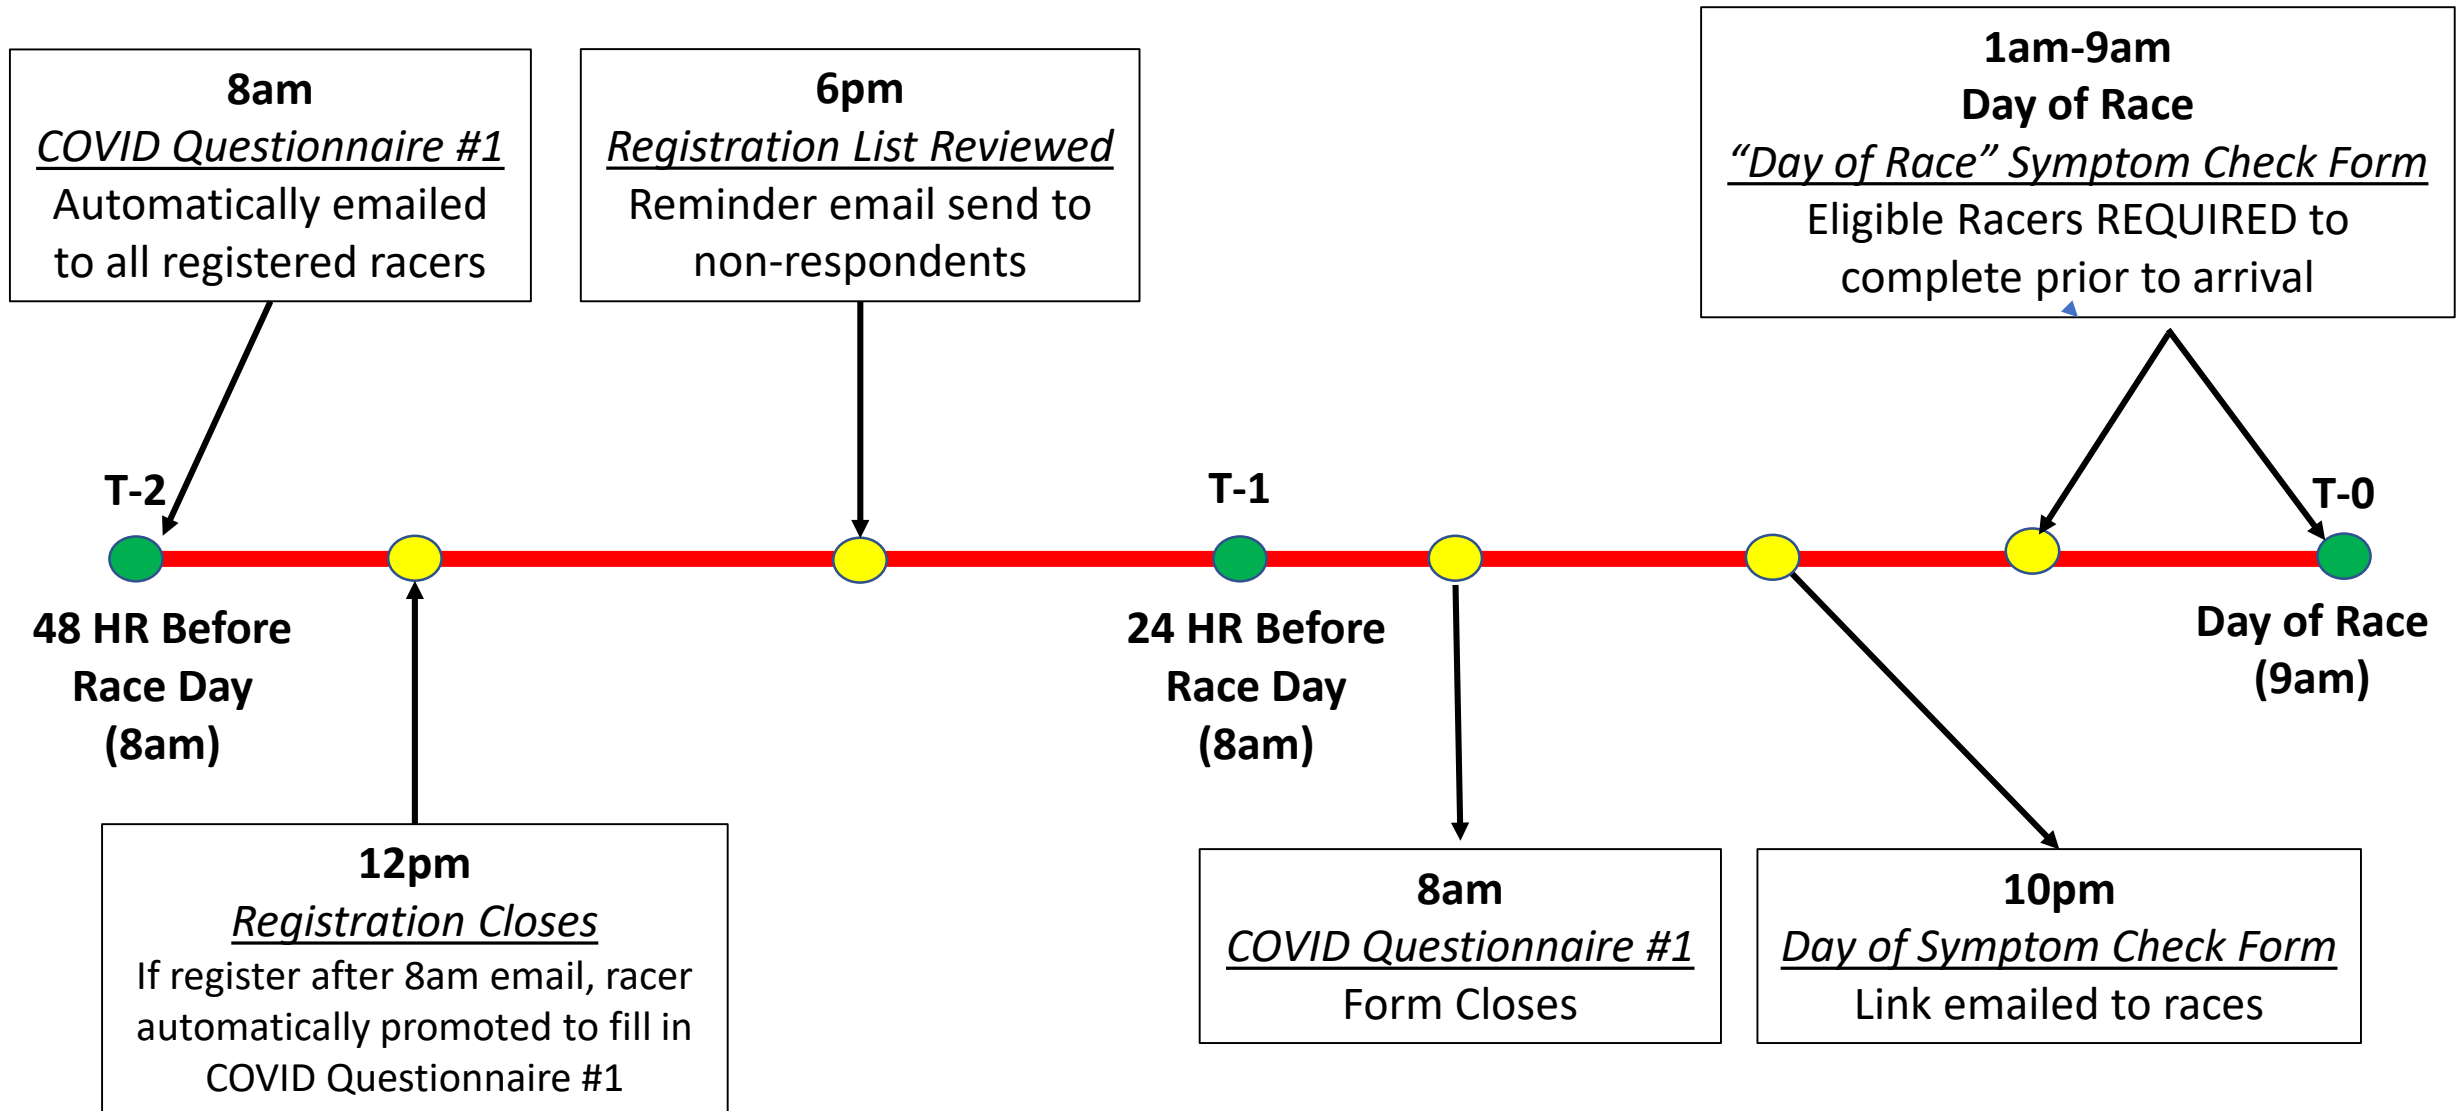 8am
COVID Questionnaire #1
Automatically emailed
to all registered racers
6pm
Registration List Reviewed
Reminder email send to
non-respondents
1am-9am
Day of Race
“Day of Race” Symptom Check Form
Eligible Racers REQUIRED to
complete prior to arrival
T-2
T-1
T-0
48 HR Before
Race Day
(8am)
24 HR Before
Race Day
(8am)
Day of Race
(9am)
12pm
Registration Closes
If register after 8am email, racer
automatically promoted to fill in
COVID Questionnaire #1
8am
COVID Questionnaire #1
Form Closes
10pm
Day of Symptom Check Form
Link emailed to races